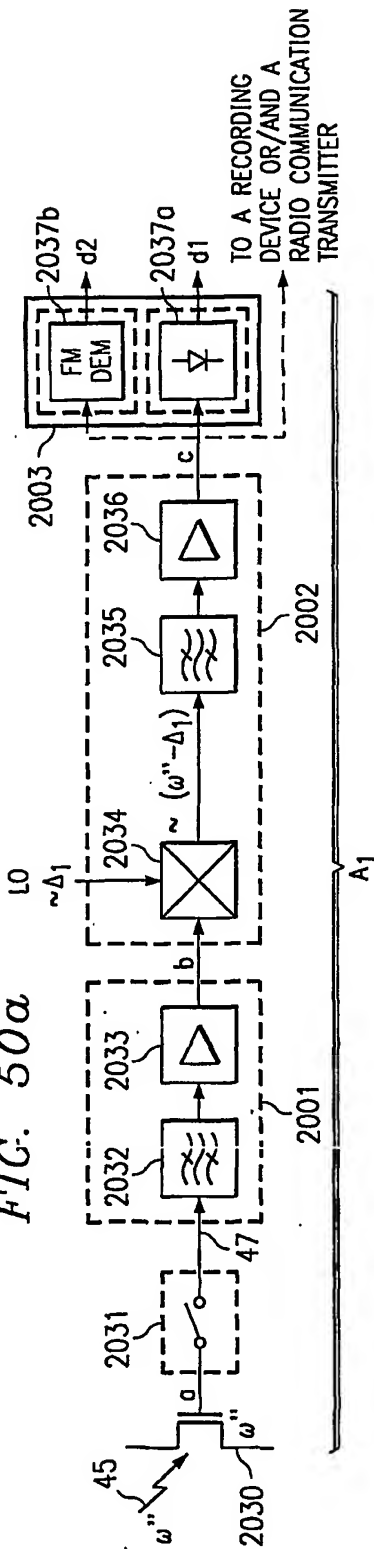 FIG. 50a
45
ω"
ω"
2030
a
2031
47
2032
2033
2001
b
LO
~Δ1
2034
~ (ω"-Δ1)
2035
2036
2002
c
2003
FM
DEM
2037b
d2
2037a
d1
TO A RECORDING
DEVICE OR/AND A
RADIO COMMUNICATION
TRANSMITTER
A1